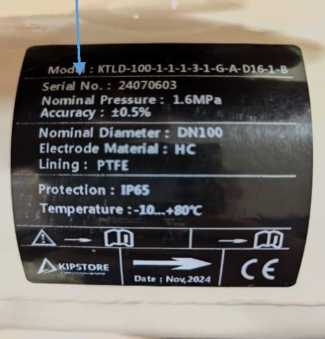 Model : KTLD-100-1-1-1-3-1-G-A-D16-1-B
Serial No. : 24070603
Nominal Pressure : 1.6MPa
Accuracy : ±0.5%
Nominal Diameter : DN100
Electrode Material : HC
Lining : PTFE
Protection : IP65
Temperature : -10...+80℃
KIPSTORE
Date : Nov,2024
CE